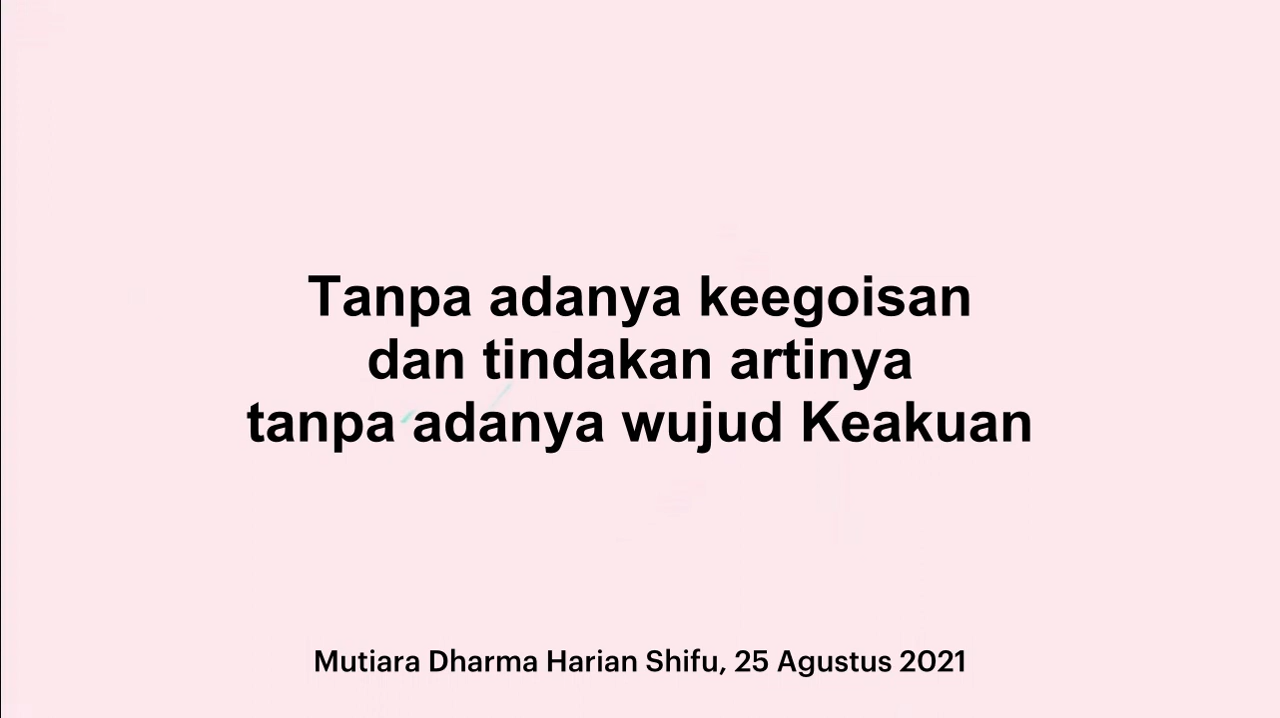 Tanpa adanya keegoisan
dan tindakan artinya
tanpa adanya wujud Keakuan
Mutiara Dharma Harian Shifu, 25 Agustus 2021